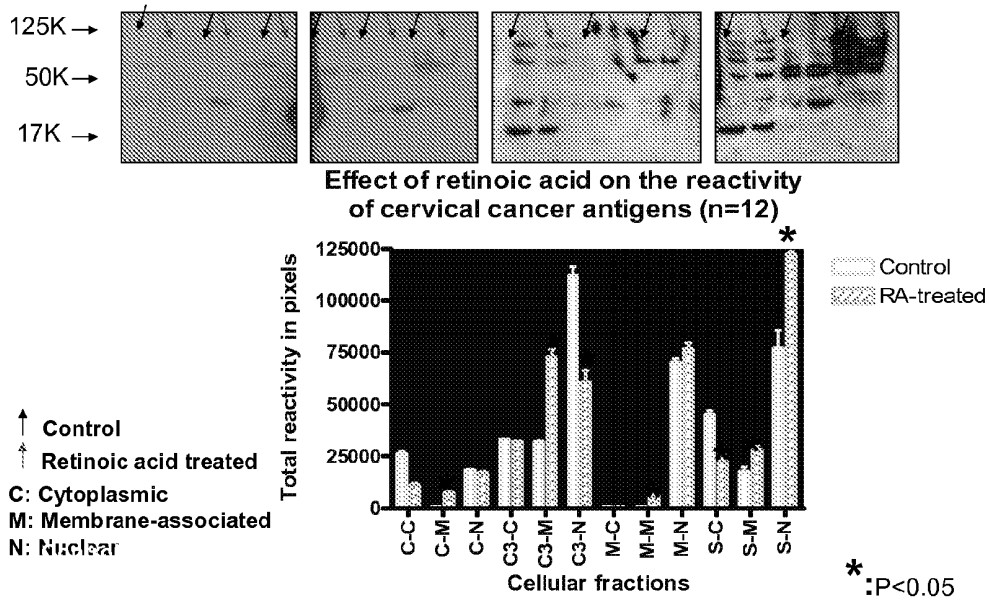 125K
50K
17K
Effect of retinoic acid on the reactivity
of cervical cancer antigens (n=12)
*
125000
100000
75000
50000
25000
0
Total reactivity in pixels
C-C
C-M
C-N
C3-C
C3-M
C3-N
M-C
M-M
M-N
S-C
S-M
S-N
Cellular fractions
Control
RA-treated
Control
Retinoic acid treated
C: Cytoplasmic
M: Membrane-associated
N: Nuclear
*:P<0.05